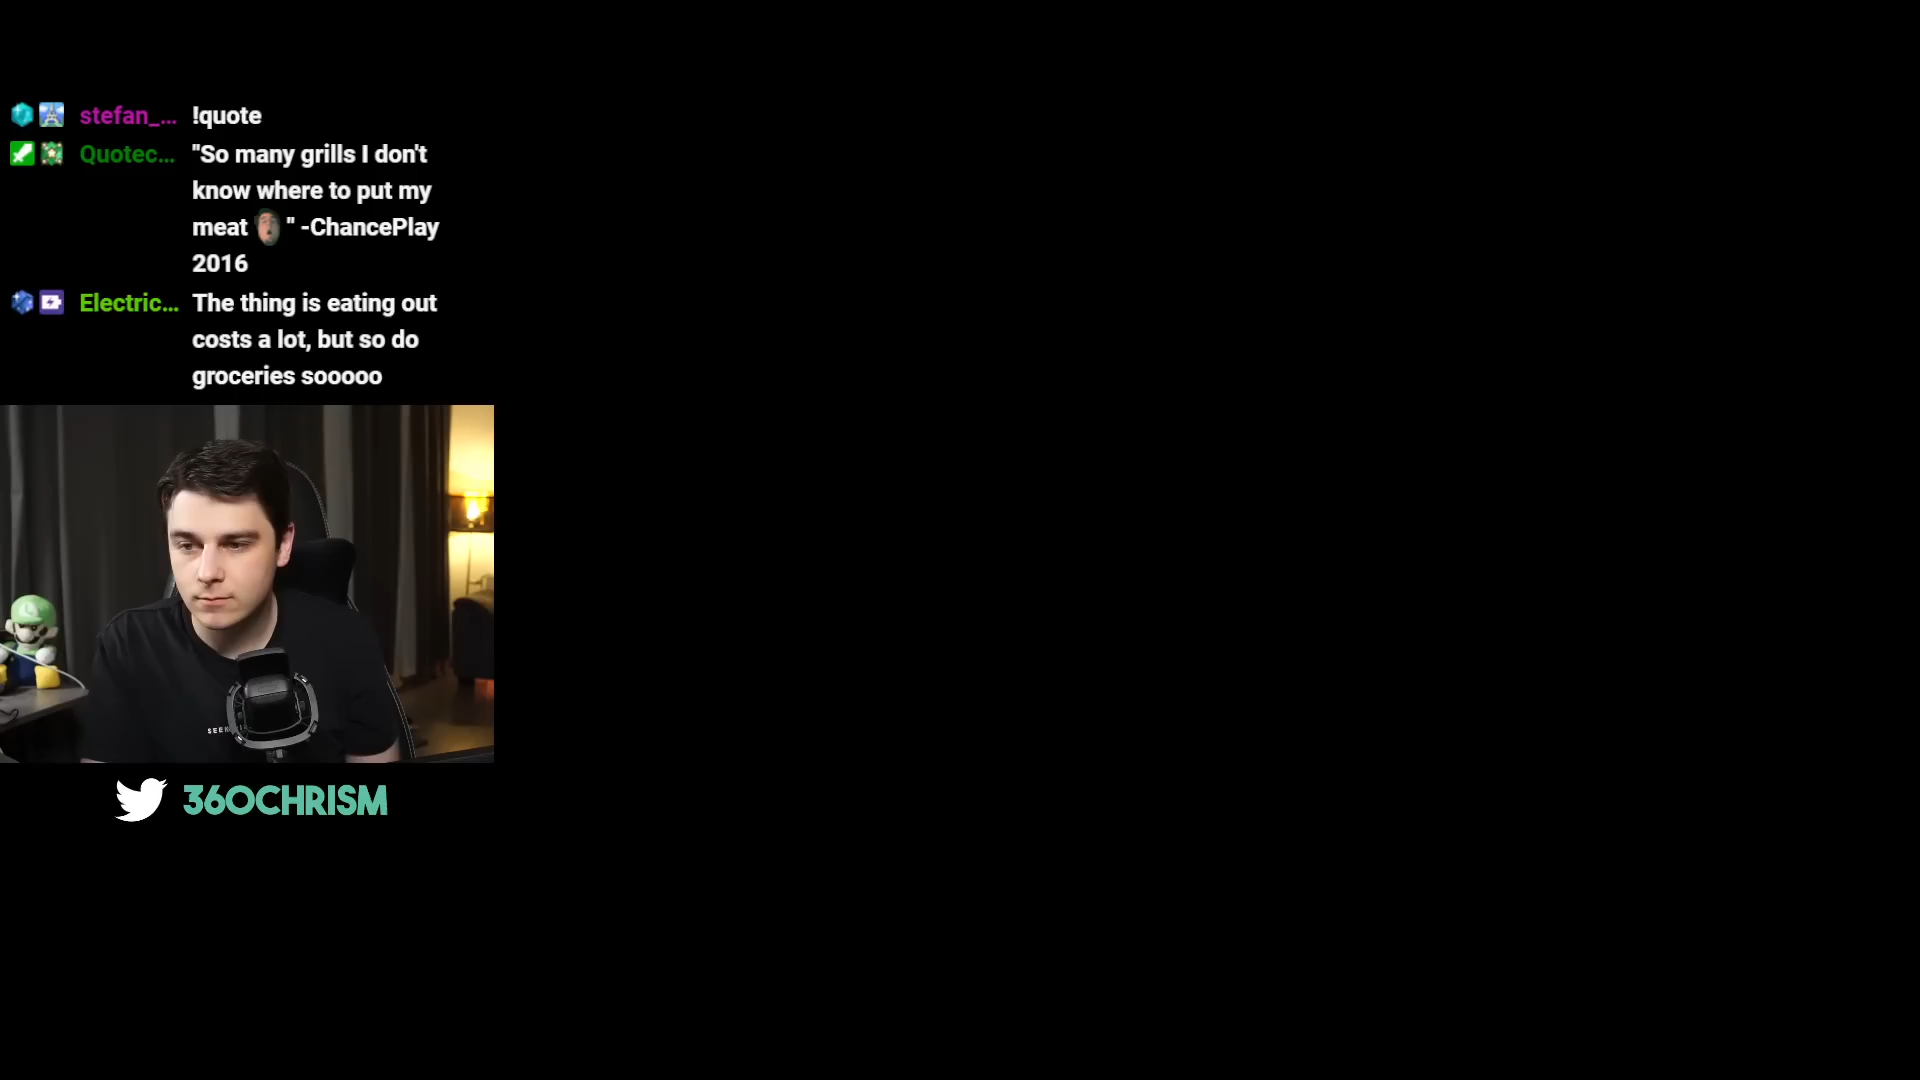 stefan_... !quote
Quotec... "So many grills I don't
know where to put my
meat " -ChancePlay
2016
Electric... The thing is eating out
costs a lot, but so do
groceries sooooo
SEEK
360CHRISM